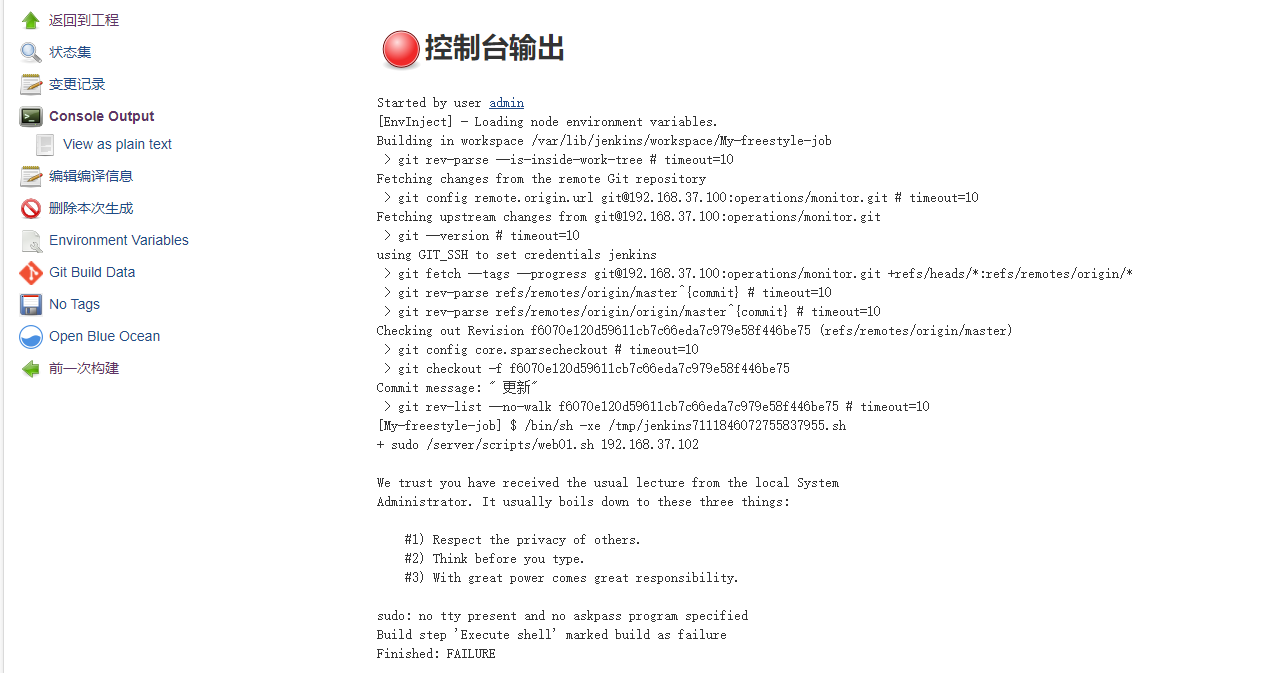 返回到工程
状态集
变更记录
Console Output
View as plain text
编辑编译信息
删除本次生成
Environment Variables
Git Build Data
No Tags
Open Blue Ocean
前一次构建
控制台输出
Started by user admin
[EnvInject] - Loading node environment variables.
Building in workspace /var/lib/jenkins/workspace/My-freestyle-job
> git rev-parse --is-inside-work-tree # timeout=10
Fetching changes from the remote Git repository
> git config remote.origin.url git@192.168.37.100:operations/monitor.git # timeout=10
Fetching upstream changes from git@192.168.37.100:operations/monitor.git
> git --version # timeout=10
using GIT_SSH to set credentials jenkins
> git fetch --tags --progress git@192.168.37.100:operations/monitor.git +refs/heads/*:refs/remotes/origin/*
> git rev-parse refs/remotes/origin/master^{commit} # timeout=10
> git rev-parse refs/remotes/origin/origin/master^{commit} # timeout=10
Checking out Revision f6070e120d59611cb7c66eda7c979e58f446be75 (refs/remotes/origin/master)
> git config core.sparsecheckout # timeout=10
> git checkout -f f6070e120d59611cb7c66eda7c979e58f446be75
Commit message: " 更新"
> git rev-list --no-walk f6070e120d59611cb7c66eda7c979e58f446be75 # timeout=10
[My-freestyle-job] $ /bin/sh -xe /tmp/jenkins7111846072755837955.sh
+ sudo /server/scripts/web01.sh 192.168.37.102
We trust you have received the usual lecture from the local System
Administrator. It usually boils down to these three things:
#1) Respect the privacy of others.
#2) Think before you type.
#3) With great power comes great responsibility.
sudo: no tty present and no askpass program specified
Build step 'Execute shell' marked build as failure
Finished: FAILURE